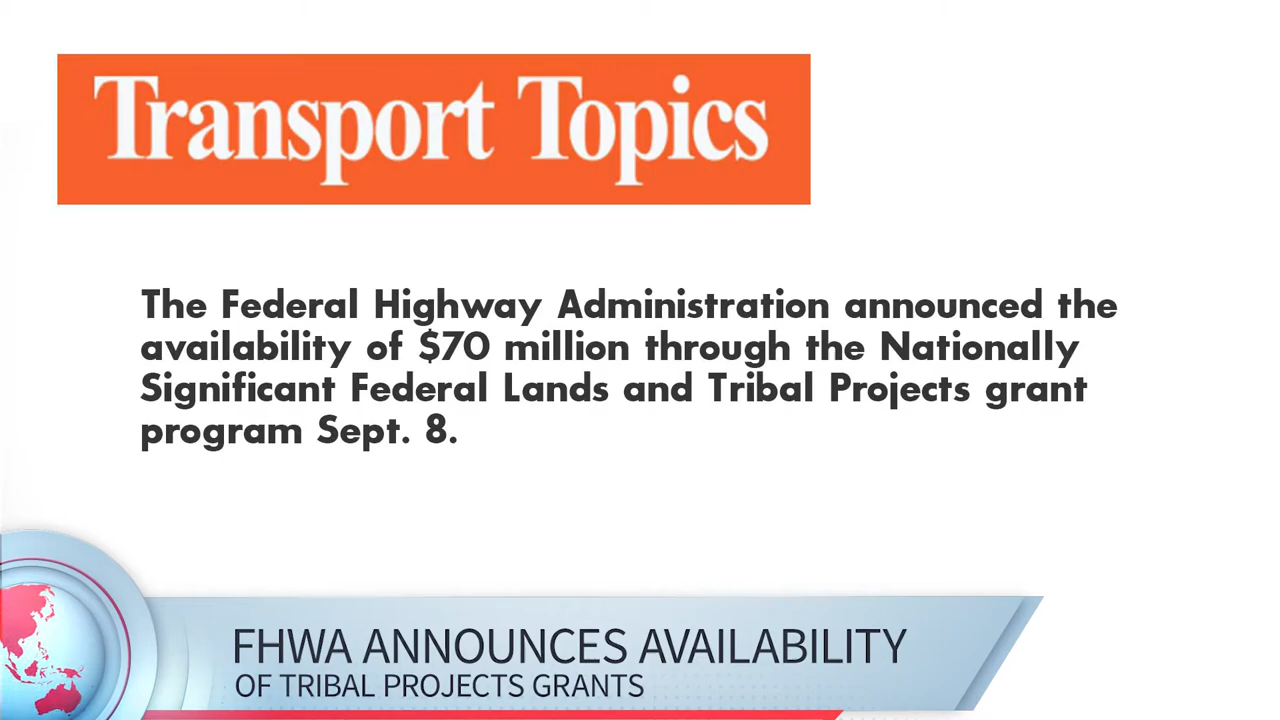 Transport Topics
The Federal Highway Administration announced the
availability of $70 million through the Nationally
Significant Federal Lands and Tribal Projects grant
program Sept. 8.
FHWA ANNOUNCES AVAILABILITY
OF TRIBAL PROJECTS GRANTS